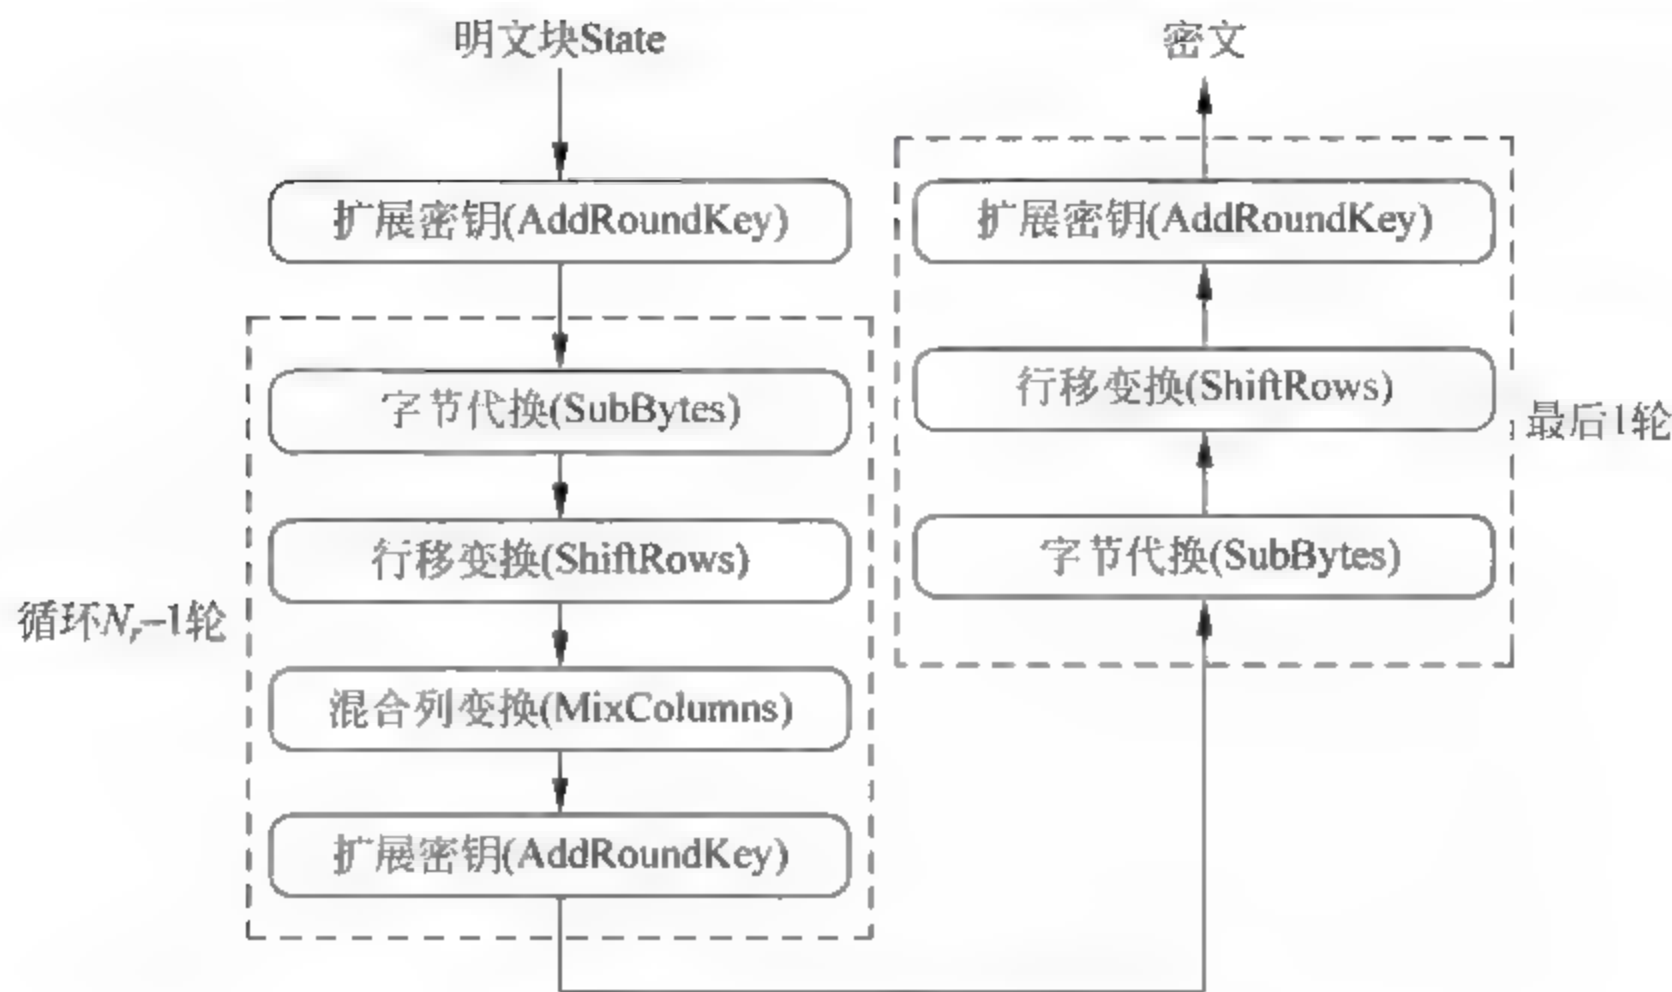 明文块State
扩展密钥(AddRoundKey)
字节代换(SubBytes)
行移变换(ShiftRows)
混合列变换(MixColumns)
扩展密钥(AddRoundKey)
循环Nr-1轮
密文
扩展密钥(AddRoundKey)
行移变换(ShiftRows)
字节代换(SubBytes)
最后1轮